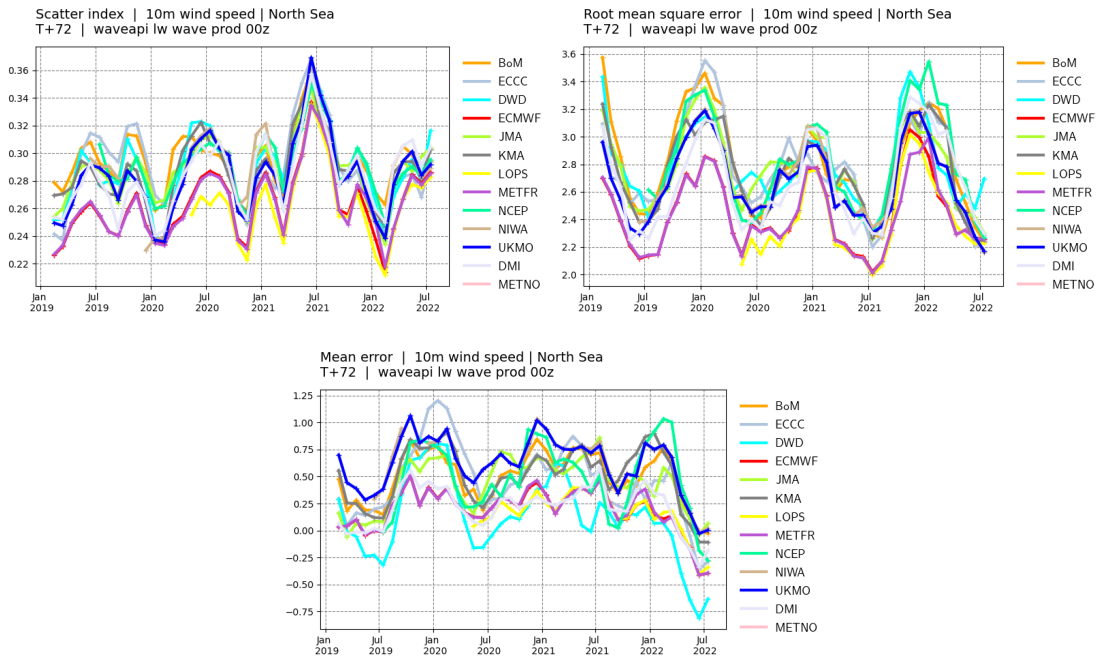 Scatter index | 10m wind speed | North Sea
T+72 | waveapi lw wave prod 00z
0.36
0.34
0.32
0.30
0.28
0.26
0.24
0.22
Jan 2019
Jul
Jan 2020
Jul
Jan 2021
Jul
Jan 2022
Jul 2022
BoM
ECCC
DWD
ECMWF
JMA
KMA
LOPS
METFR
NCEP
NIWA
UKMO
DMI
METNO
Root mean square error | 10m wind speed | North Sea
T+72 | waveapi lw wave prod 00z
3.6
3.4
3.2
3.0
2.8
2.6
2.4
2.2
2.0
Jan 2019
Jul 2019
Jan 2020
Jul 2020
Jan 2021
Jul 2021
Jan 2022
Jul 2022
BoM
ECCC
DWD
ECMWF
JMA
KMA
LOPS
METFR
NCEP
NIWA
UKMO
DMI
METNO
Mean error | 10m wind speed | North Sea
T+72 | waveapi lw wave prod 00z
1.25
1.00
0.75
0.50
0.25
0.00
−0.25
−0.50
−0.75
Jan 2019
Jul 2019
Jan 2020
Jul 2020
Jan 2021
Jul 2021
Jan 2022
Jul 2022
BoM
ECCC
DWD
ECMWF
JMA
KMA
LOPS
METFR
NCEP
NIWA
UKMO
DMI
METNO